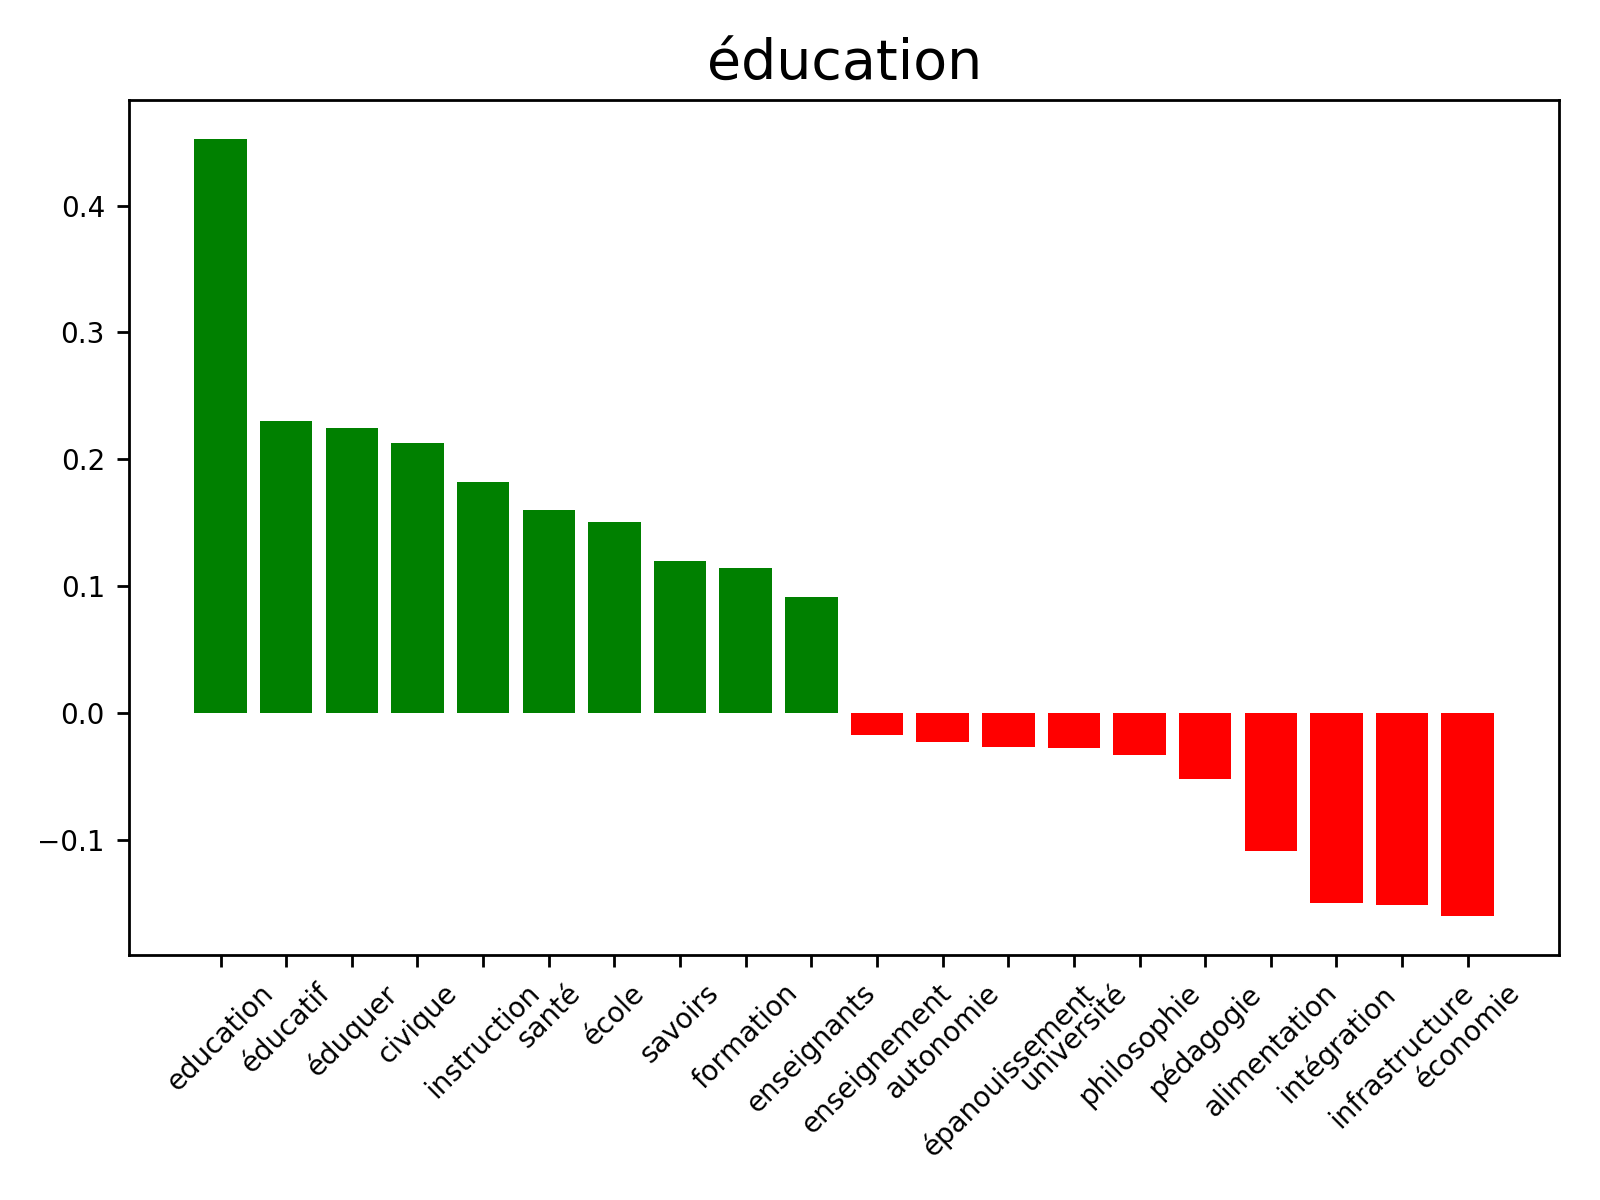 éducation
0.4
0.3
0.2
0.1
0.0
−0.1
education
éducatif
éduquer
civique
instruction
santé
école
savoirs
formation
enseignants
enseignement
autonomie
épanouissement
université
philosophie
pédagogie
alimentation
intégration
infrastructure
économie